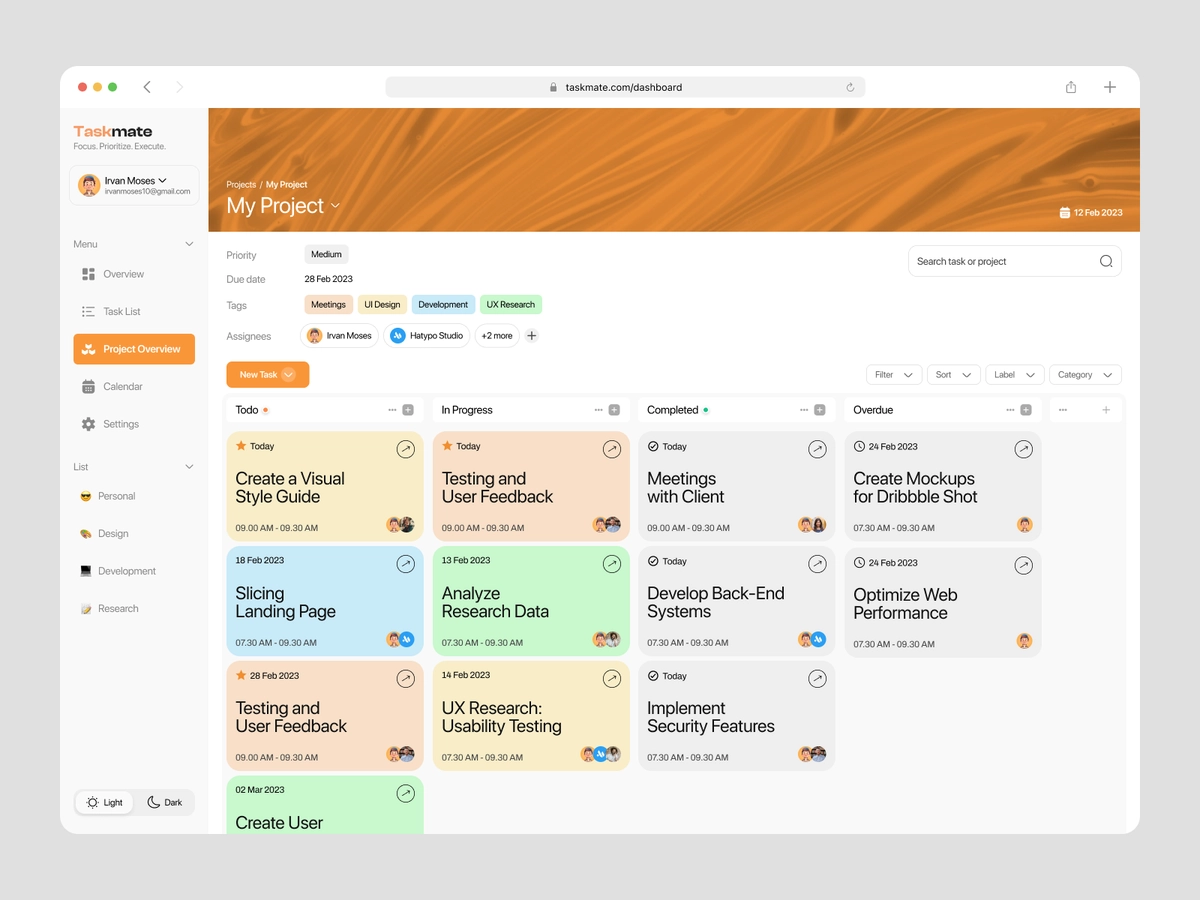 taskmate.com/dashboard
Taskmate
Focus. Prioritize. Execute.
Irvan Moses
irvanmoses10@gmail.com
Menu
Overview
Task List
Project Overview
Calendar
Settings
List
Personal
Design
Development
Research
Light
Dark
Projects / My Project
My Project
12 Feb 2023
Priority
Medium
Due date
28 Feb 2023
Tags
Meetings
UI Design
Development
UX Research
Assignees
Irvan Moses
Hatypo Studio
+2 more
Search task or project
New Task
Filter
Sort
Label
Category
Todo
Today
Create a Visual
Style Guide
09.00 AM - 09.30 AM
18 Feb 2023
Slicing
Landing Page
07.30 AM - 09.30 AM
28 Feb 2023
Testing and
User Feedback
09.00 AM - 09.30 AM
02 Mar 2023
Create User
In Progress
Today
Testing and
User Feedback
09.00 AM - 09.30 AM
13 Feb 2023
Analyze
Research Data
07.30 AM - 09.30 AM
14 Feb 2023
UX Research:
Usability Testing
07.30 AM - 09.30 AM
Completed
Today
Meetings
with Client
09.00 AM - 09.30 AM
Today
Develop Back-End
Systems
07.30 AM - 09.30 AM
Today
Implement
Security Features
07.30 AM - 09.30 AM
Overdue
24 Feb 2023
Create Mockups
for Dribbble Shot
07.30 AM - 09.30 AM
24 Feb 2023
Optimize Web
Performance
07.30 AM - 09.30 AM